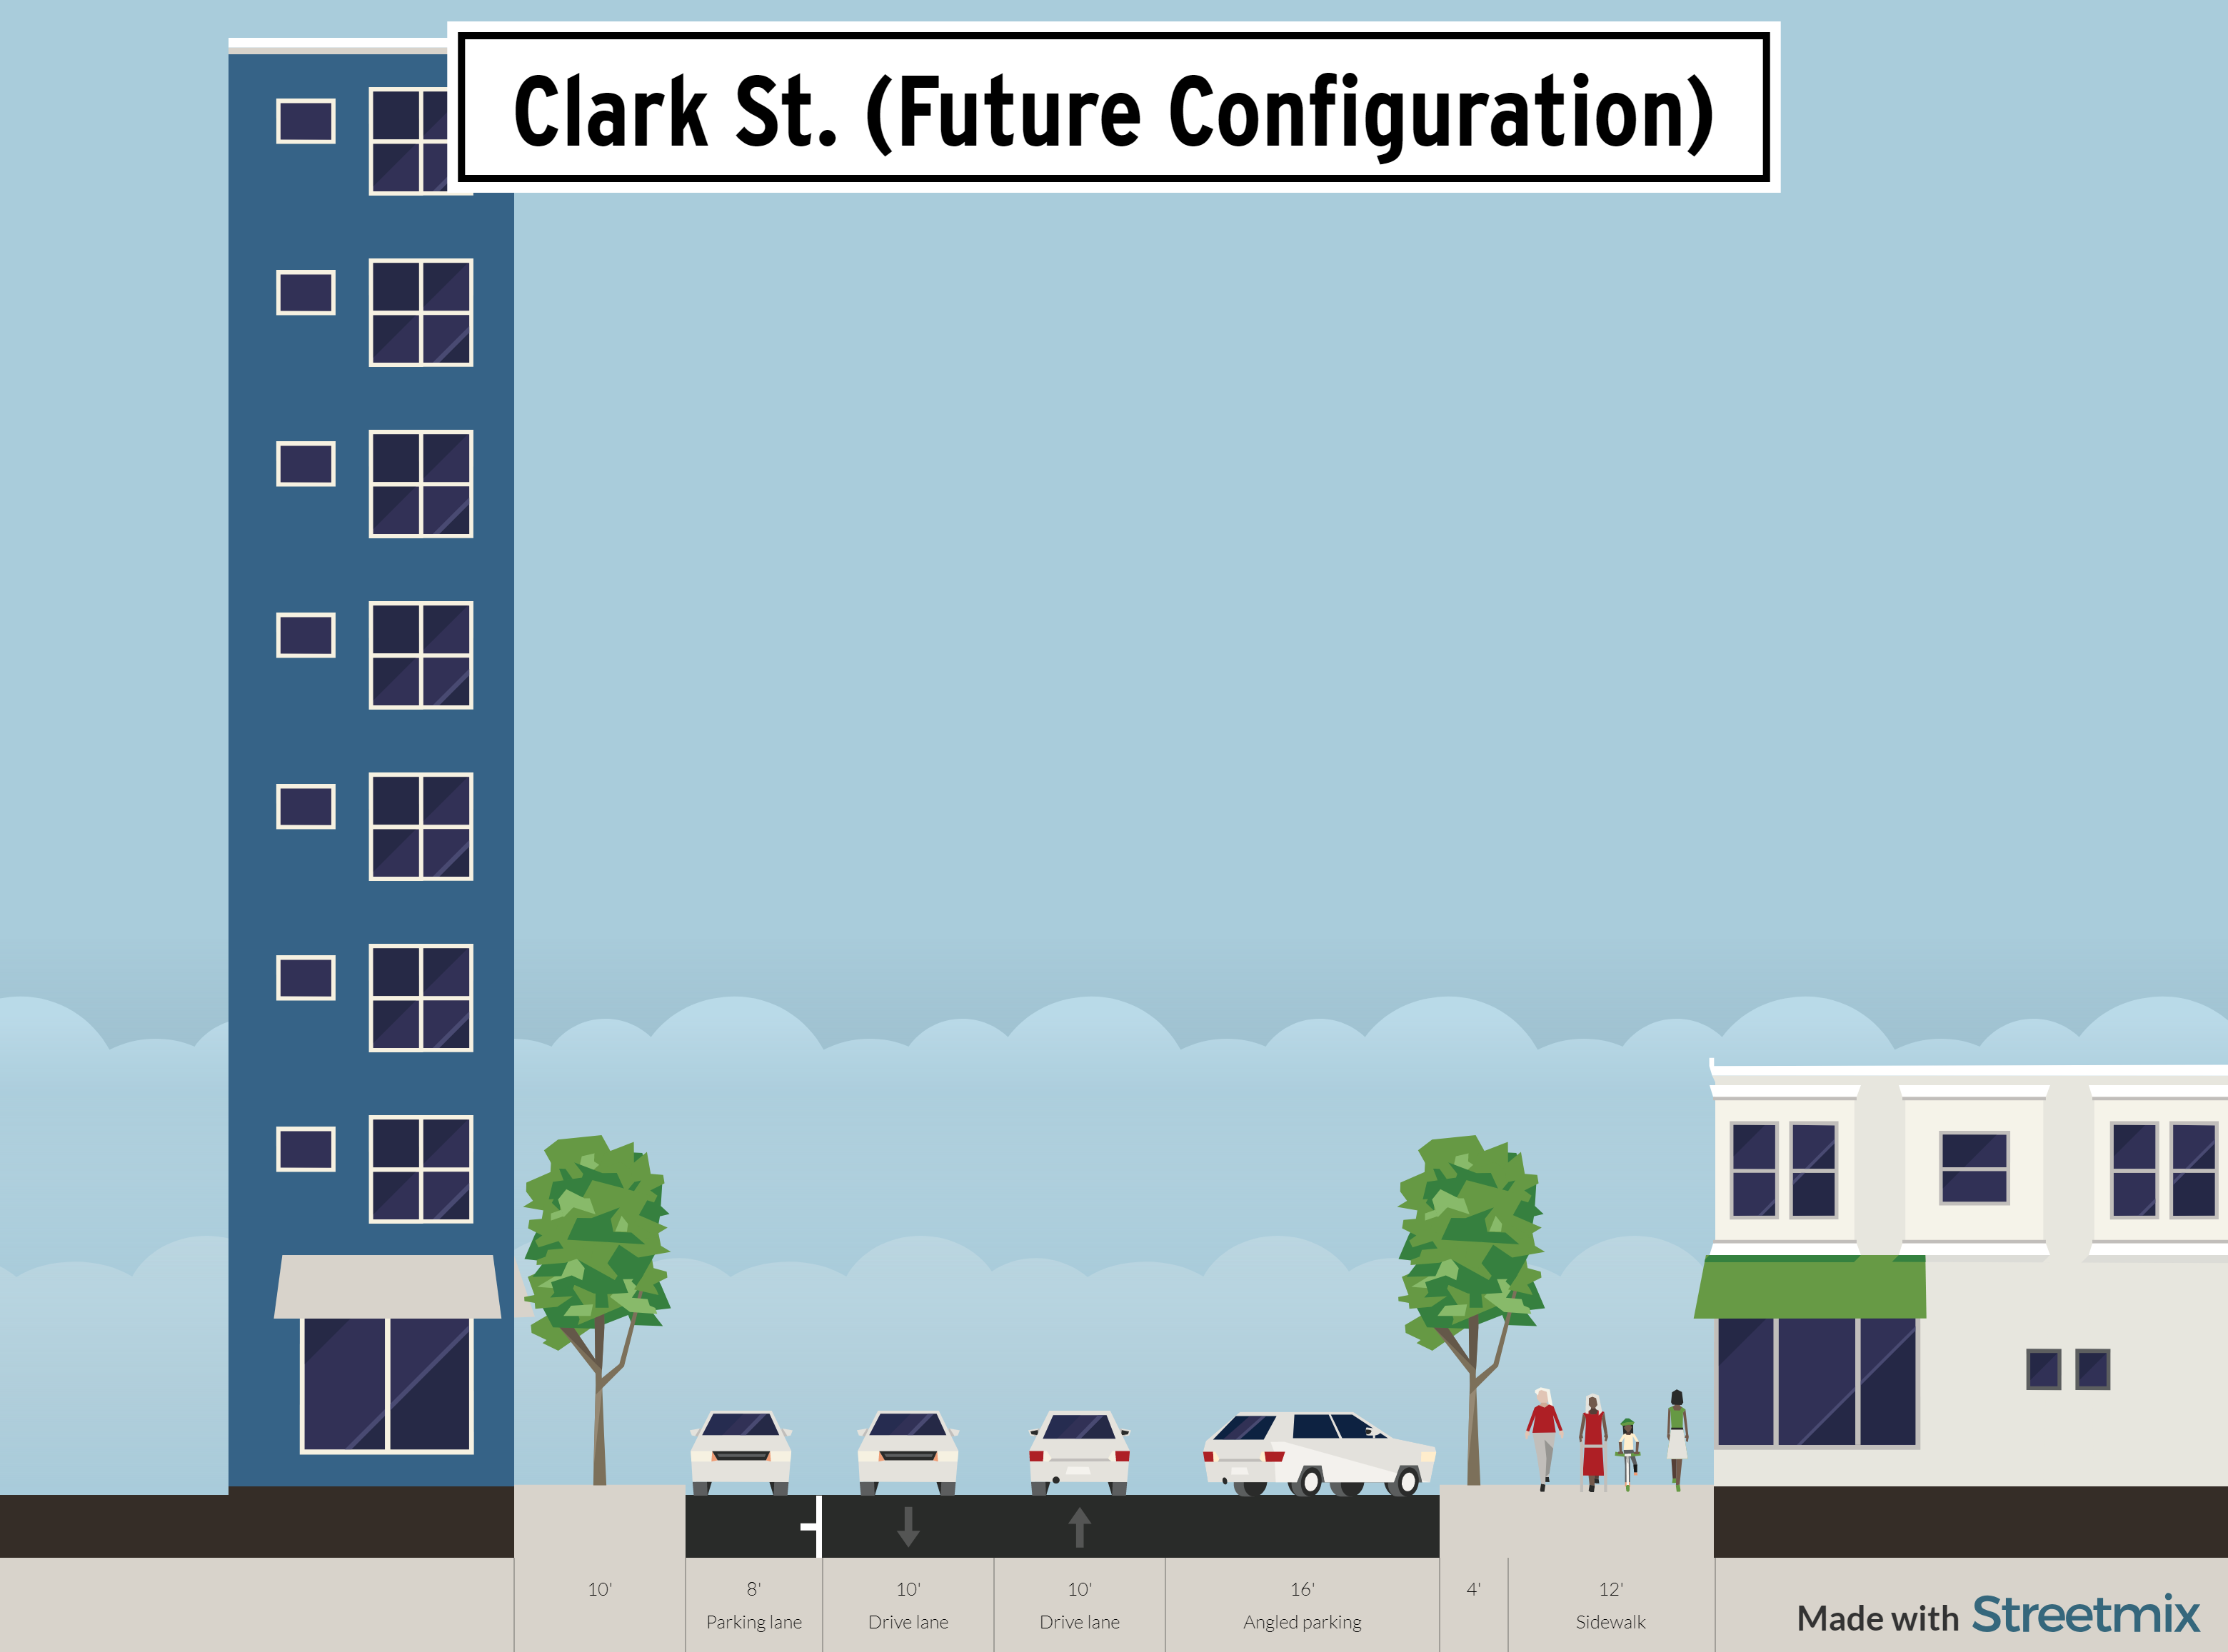 Clark St. (Future Configuration)
10' 8' 10' 10' 16' 4' 12'
Parking lane Drive lane Drive lane Angled parking Sidewalk
Made with Streetmix